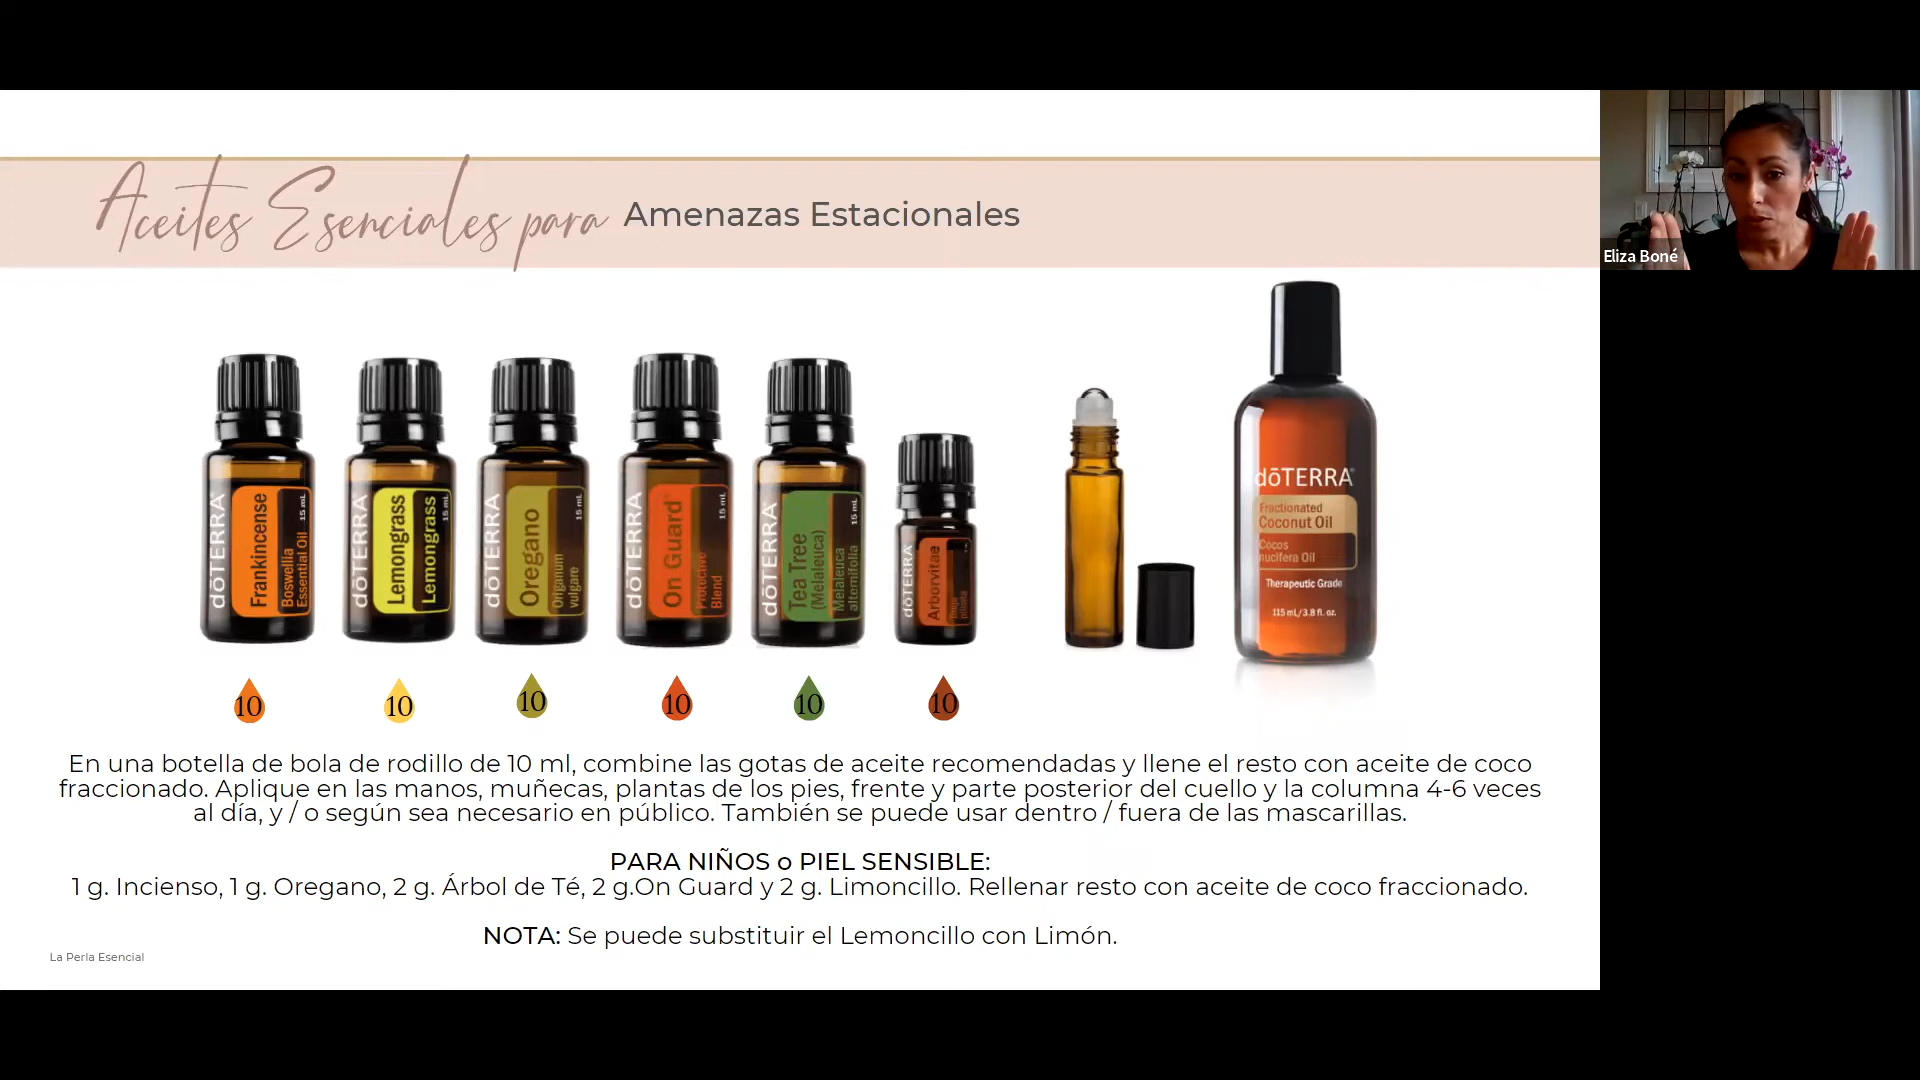 Aceites Esenciales para Amenazas Estacionales
Eliza Boné
dōTERRA
Frankincense
Boswellia
Essential Oil
15 mL
dōTERRA
Lemongrass
Lemongrass
15 mL
dōTERRA
Oregano
Origanum
vulgare
15 mL
dōTERRA
On Guard
Protective
Blend
15 mL
dōTERRA
Tea Tree
(Melaleuca)
Melaleuca
alternifolia
15 mL
dōTERRA
Arborvitae
dōTERRA
Fractionated
Coconut Oil
Cocos
nucifera Oil
Therapeutic Grade
115 mL/3.8 fl. oz.
10 10 10 10 10 10
En una botella de bola de rodillo de 10 ml, combine las gotas de aceite recomendadas y llene el resto con aceite de coco
fraccionado. Aplique en las manos, muñecas, plantas de los pies, frente y parte posterior del cuello y la columna 4-6 veces
al día, y / o según sea necesario en público. También se puede usar dentro / fuera de las mascarillas.
PARA NIÑOS o PIEL SENSIBLE:
1 g. Incienso, 1 g. Oregano, 2 g. Árbol de Té, 2 g.On Guard y 2 g. Limoncillo. Rellenar resto con aceite de coco fraccionado.
NOTA: Se puede substituir el Lemoncillo con Limón.
La Perla Esencial